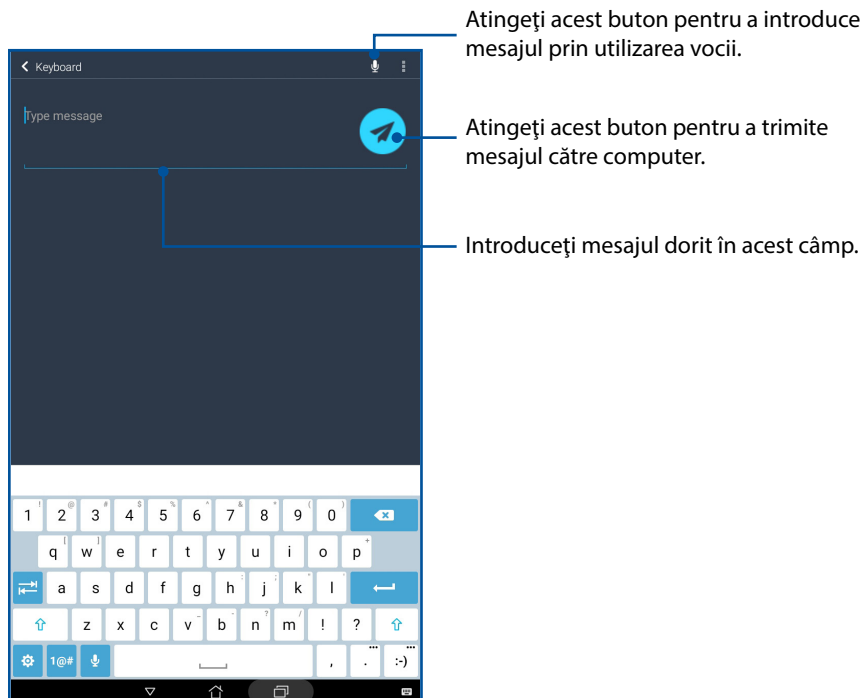 Atingeţi acest buton pentru a introduce
mesajul prin utilizarea vocii.
Keyboard
Type message
Atingeţi acest buton pentru a trimite
mesajul către computer.
Introduceţi mesajul dorit în acest câmp.
1 ! 2 @ 3 # 4 $ 5 % 6 ^ 7 & 8 * 9 ( 0 )
q [ w ] e r t y u i o p +
a s d f g h : j ; k " l '
z x c v - b · n ? m / ! ?
1@# , . ... :-) ...